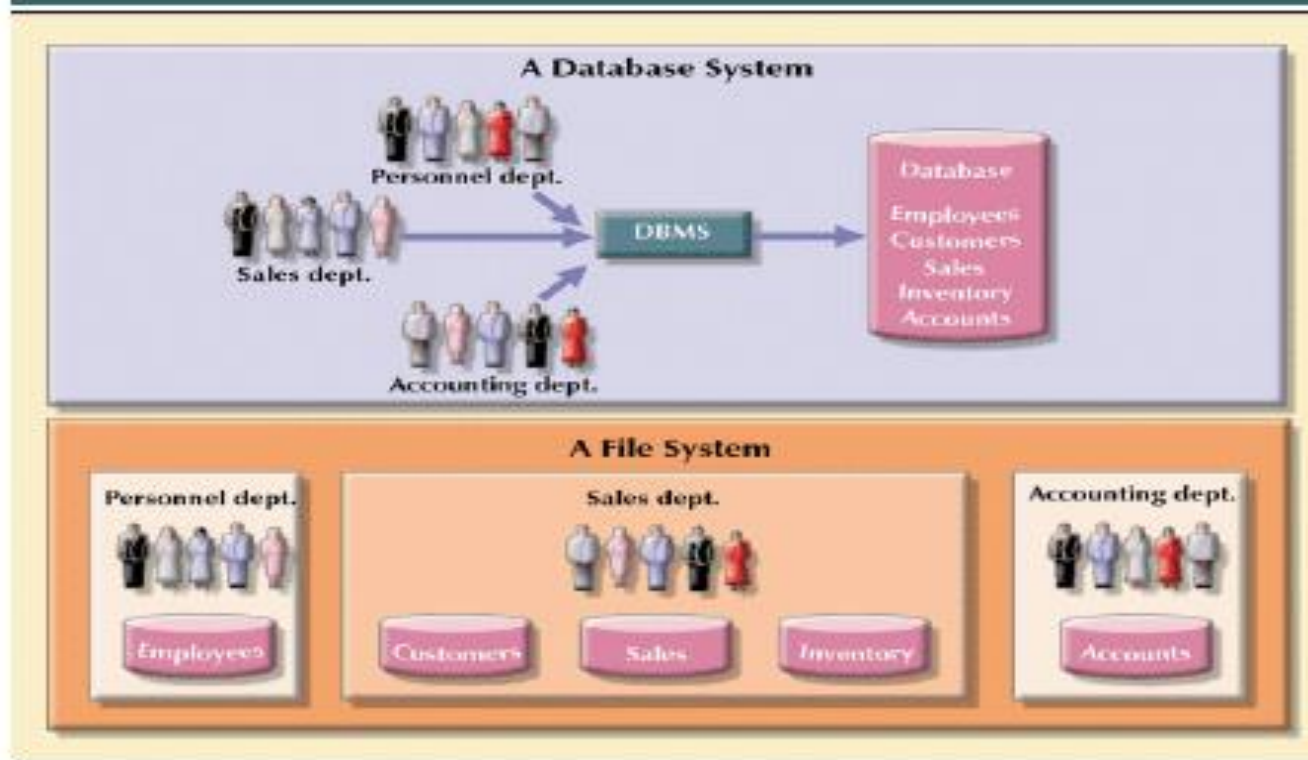 A Database System
Personnel dept.
Sales dept.
Accounting dept.
DBMS
Database
Employees
Customers
Sales
Inventory
Accounts
A File System
Personnel dept.
Employees
Sales dept.
Customers
Sales
Inventory
Accounting dept.
Accounts